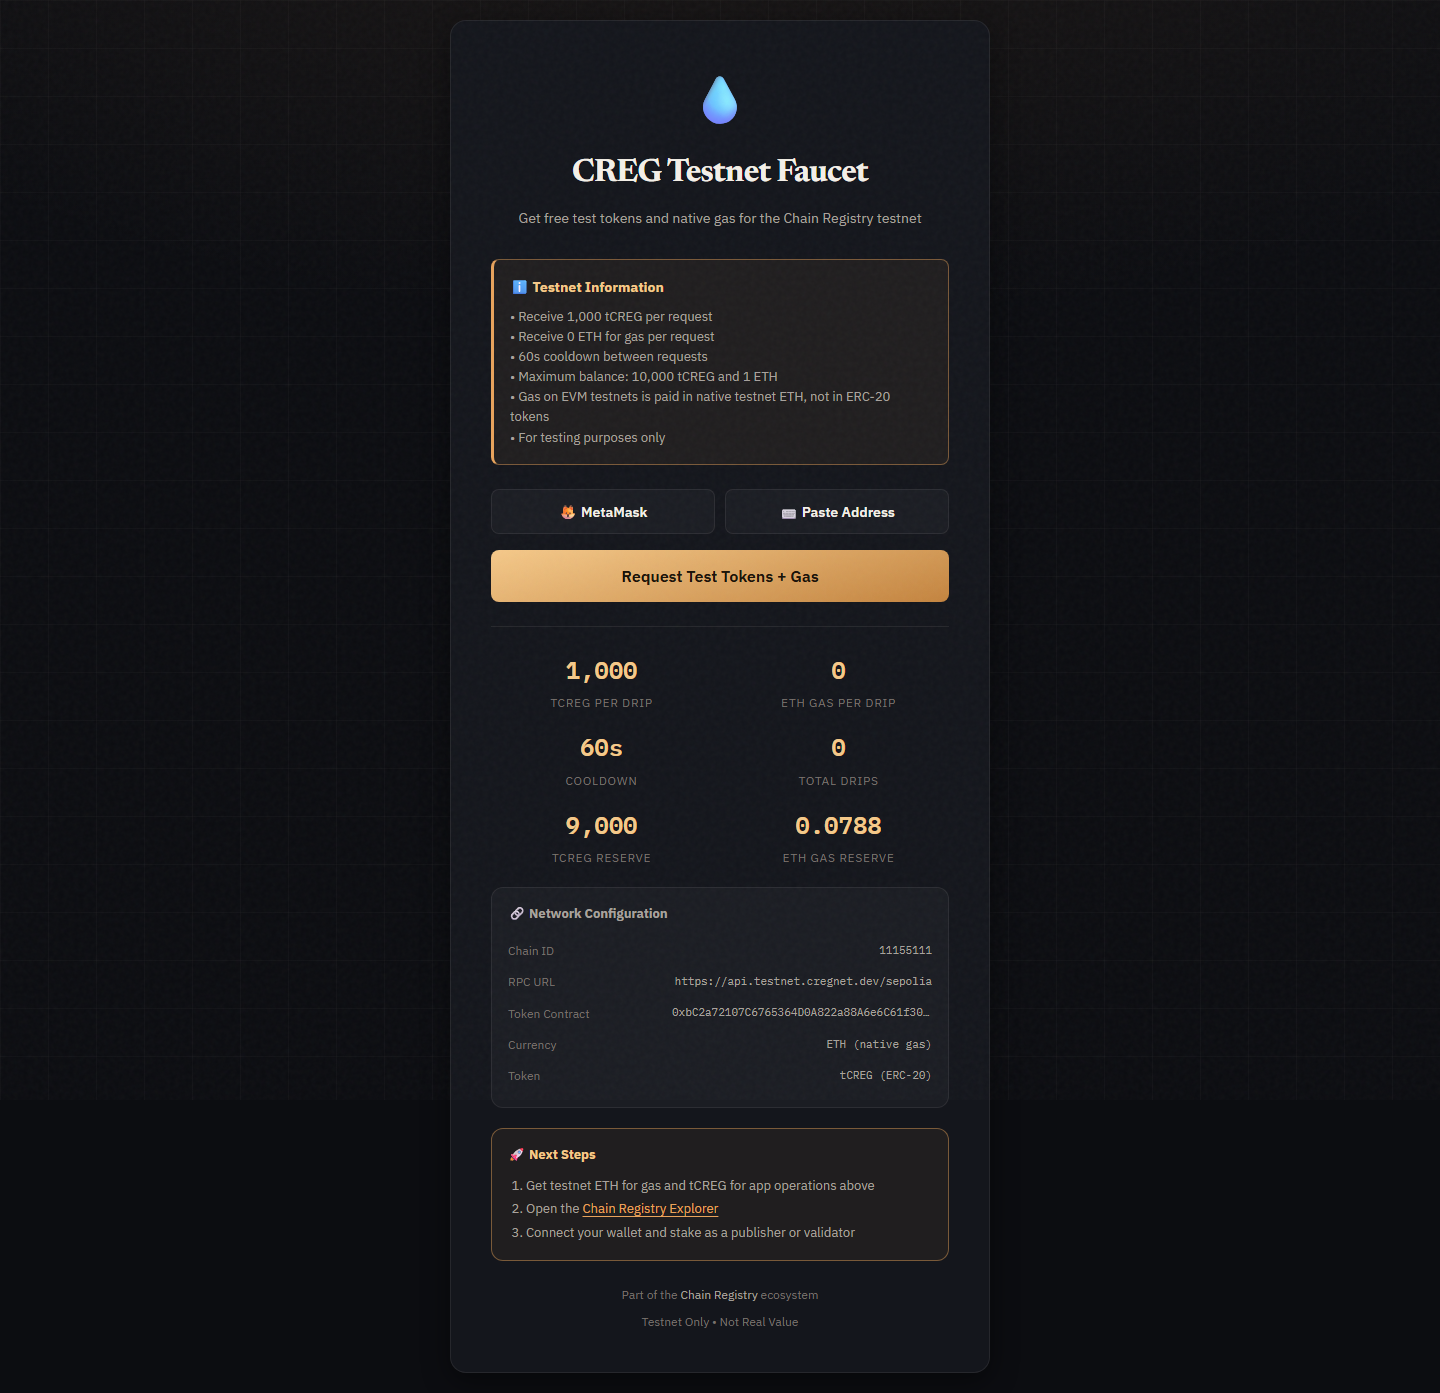 CREG Testnet Faucet
Get free test tokens and native gas for the Chain Registry testnet
ℹ️ Testnet Information
• Receive 1,000 tCREG per request
• Receive 0 ETH for gas per request
• 60s cooldown between requests
• Maximum balance: 10,000 tCREG and 1 ETH
• Gas on EVM testnets is paid in native testnet ETH, not in ERC-20
tokens
• For testing purposes only
🦊 MetaMask
⌨️ Paste Address
Request Test Tokens + Gas
1,000
TCREG PER DRIP
0
ETH GAS PER DRIP
60s
COOLDOWN
0
TOTAL DRIPS
9,000
TCREG RESERVE
0.0788
ETH GAS RESERVE
🔗 Network Configuration
Chain ID 11155111
RPC URL https://api.testnet.cregnet.dev/sepolia
Token Contract 0xbC2a72107C6765364D0A822a88A6e6C61f30…
Currency ETH (native gas)
Token tCREG (ERC-20)
🚀 Next Steps
1. Get testnet ETH for gas and tCREG for app operations above
2. Open the Chain Registry Explorer
3. Connect your wallet and stake as a publisher or validator
Part of the Chain Registry ecosystem
Testnet Only • Not Real Value